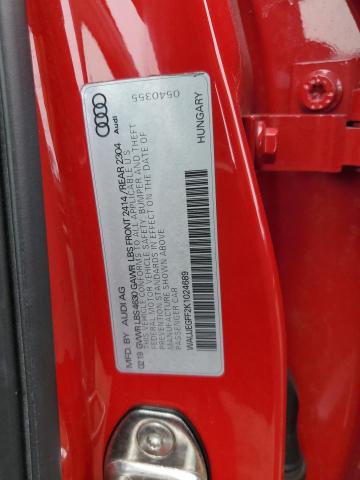 MANUFACTURED BY: AUDI AG
02.19 GVWR LBS 4630 GAWR LBS FRONT 2414 / REAR 2304
THIS VEHICLE CONFORMS TO ALL APPLICABLE U.S.
FEDERAL MOTOR VEHICLE SAFETY BUMPER AND THEFT
PREVENTION STANDARDS IN EFFECT ON THE DATE OF
MANUFACTURE SHOWN ABOVE
PASSENGER CAR
WAUUEGFF2K1024689
HUNGARY
Audi
0540355